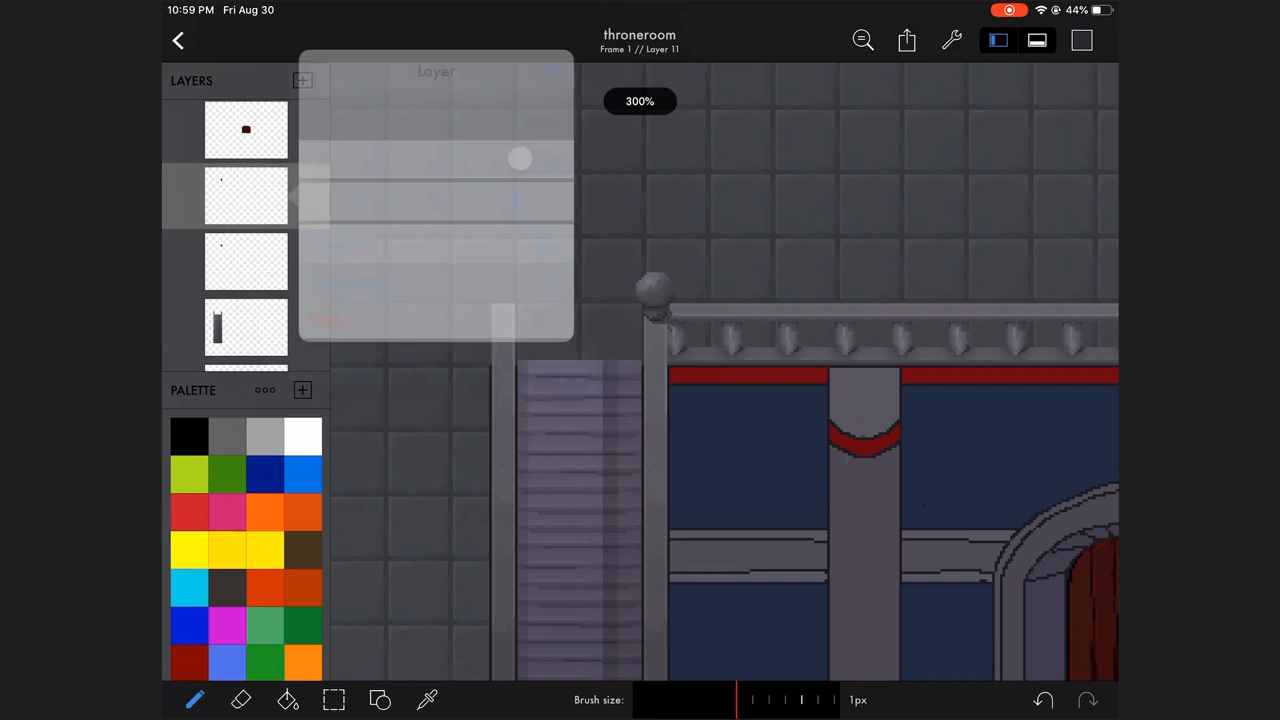 10:59 PM Fri Aug 30
44%
throneroom
Frame 1 // Layer 11
LAYERS
Layer
300%
PALETTE
Brush size:
1px